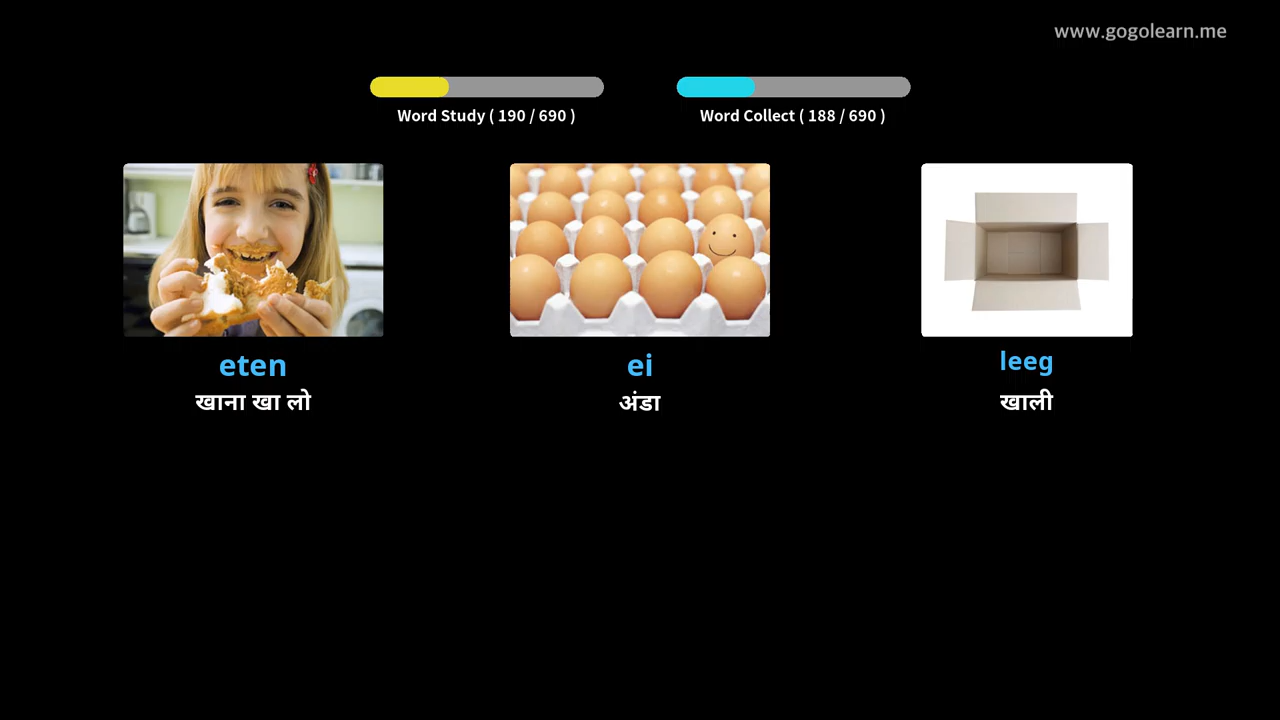 www.gogolearn.me
Word Study ( 190 / 690 )
Word Collect ( 188 / 690 )
eten
ei
leeg
खाना खा लो
अंडा
खाली